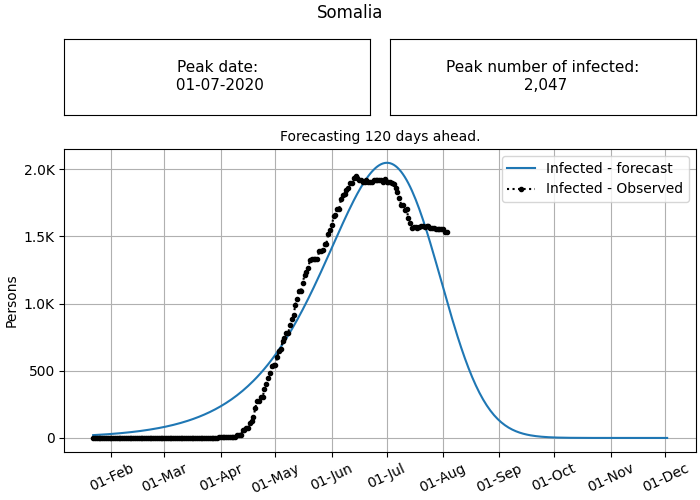 Somalia
Peak date:
01-07-2020
Peak number of infected:
2,047
Forecasting 120 days ahead.
Infected - forecast
Infected - Observed
2.0K
1.5K
1.0K
500
0
Persons
01-Feb
01-Mar
01-Apr
01-May
01-Jun
01-Jul
01-Aug
01-Sep
01-Oct
01-Nov
01-Dec